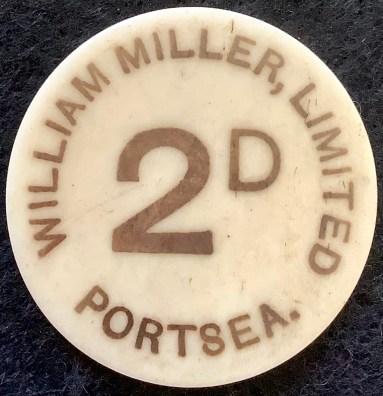 WILLIAM MILLER, LIMITED
2D
PORTSEA.